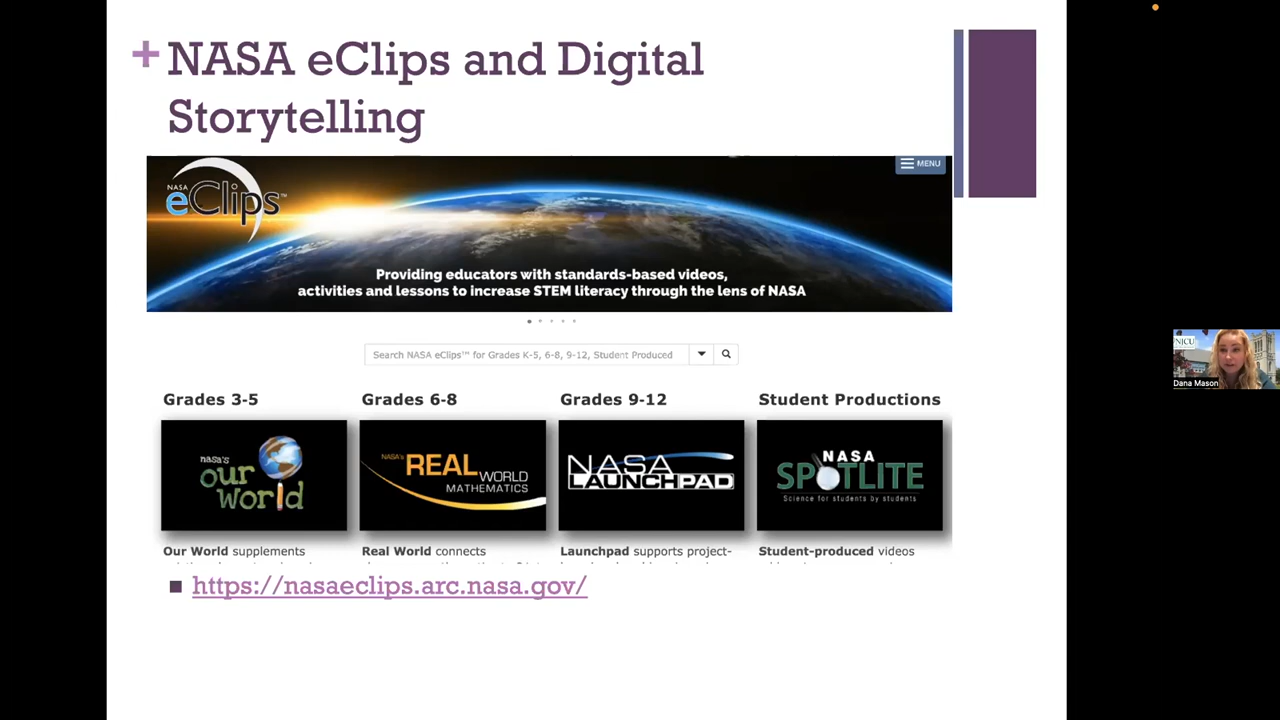 + NASA eClips and Digital
Storytelling
MENU
NASA
eClips™
Providing educators with standards-based videos,
activities and lessons to increase STEM literacy through the lens of NASA
Search NASA eClips™ for Grades K-5, 6-8, 9-12, Student Produced
Grades 3-5
Grades 6-8
Grades 9-12
Student Productions
nasa's
our
world
NASA's
REAL WORLD
MATHEMATICS
NASA
LAUNCHPAD
NASA
SPOTLITE
Science for students by students
Our World supplements
Real World connects
Launchpad supports project-
Student-produced videos
https://nasaeclips.arc.nasa.gov/
NJCU
Dana Mason